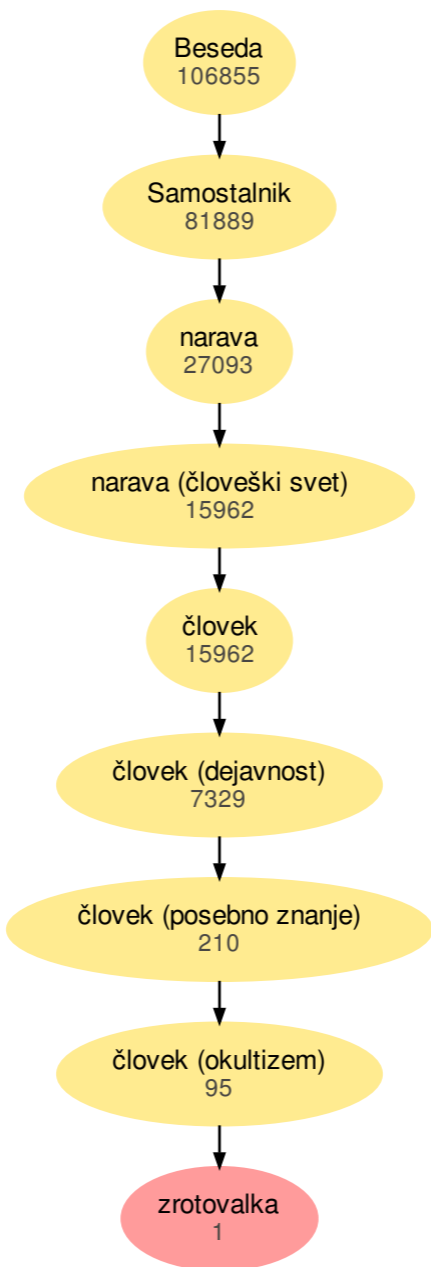 Beseda
106855
Samostalnik
81889
narava
27093
narava (človeški svet)
15962
človek
15962
človek (dejavnost)
7329
človek (posebno znanje)
210
človek (okultizem)
95
zrotovalka
1